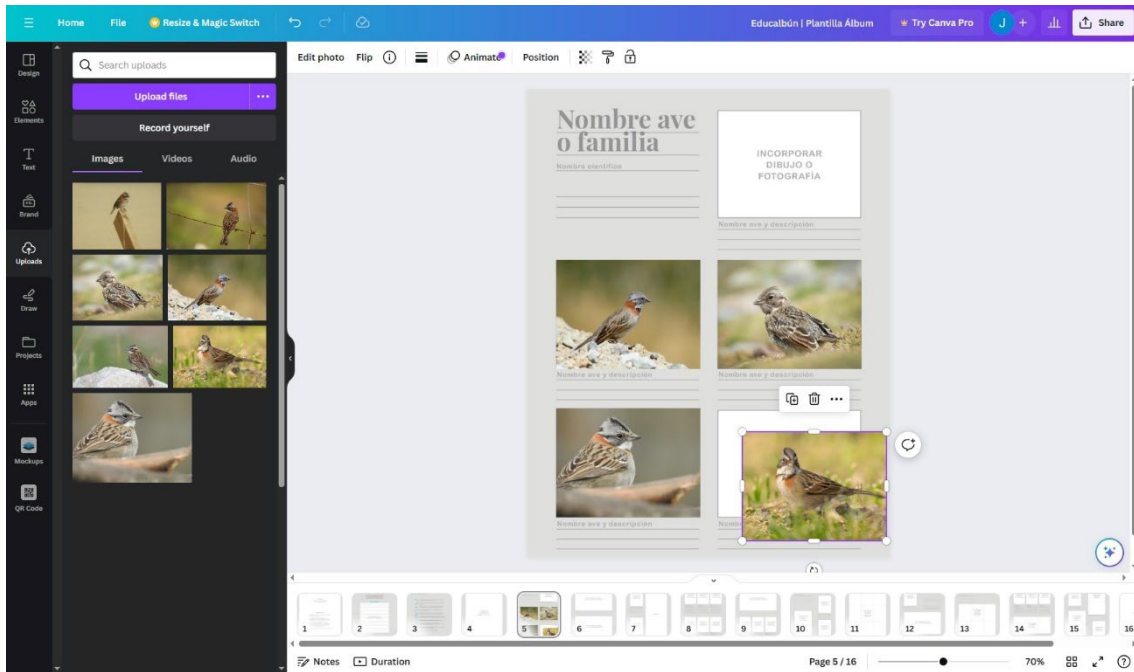 Home File Resize & Magic Switch Educalbún | Plantilla Álbum Try Canva Pro J + Share
Design
Elements
Text
Brand
Uploads
Draw
Projects
Apps
Mockups
QR Code
Search uploads
Upload files
Record yourself
Images Videos Audio
Edit photo Flip Animate Position
Nombre ave
o familia
Nombre científico
INCORPORAR
DIBUJO O
FOTOGRAFÍA
Nombre ave y descripción
Nombre ave y descripción
Nombre ave y descripción
Nombre ave y descripción
Nombre
1 2 3 4 5 6 7 8 9 10 11 12 13 14 15 16
Notes Duration Page 5 / 16 70%